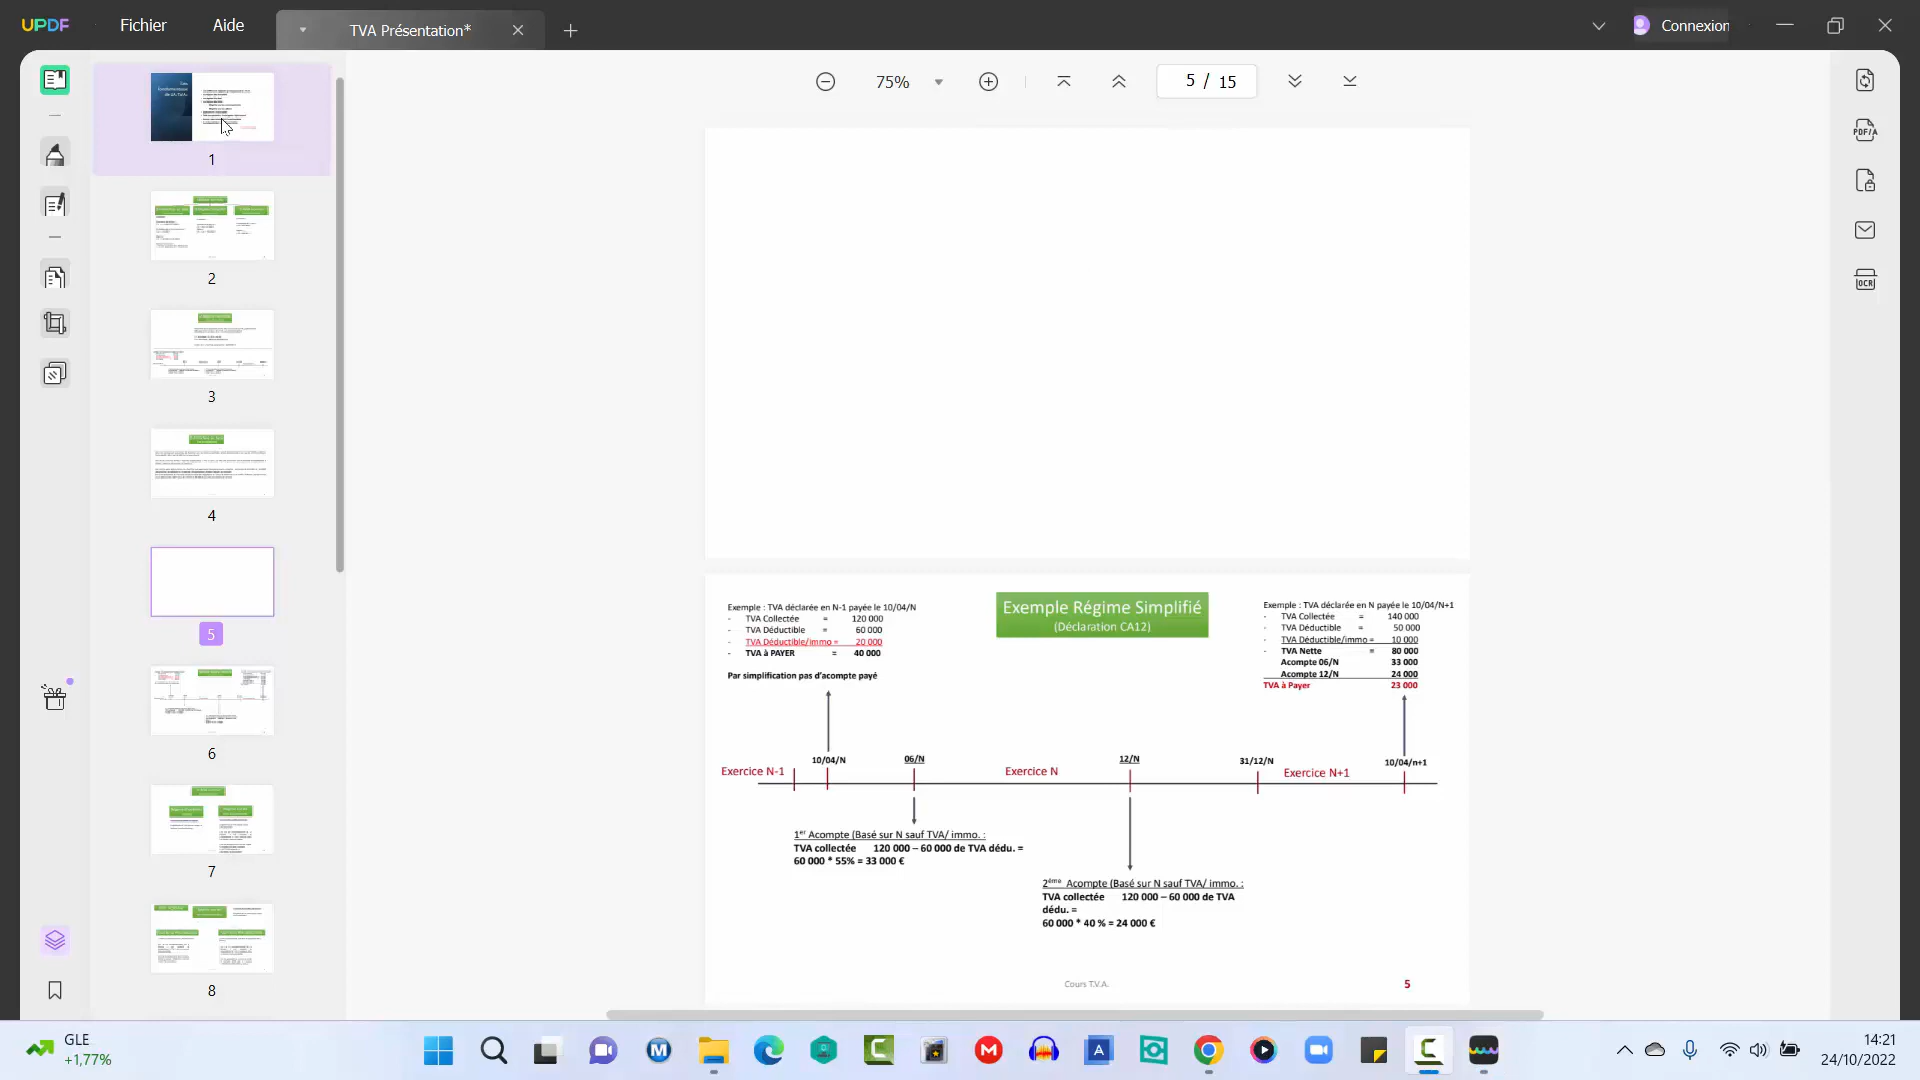 UPDF
Fichier
Aide
TVA Présentation*
Connexion
75%
5 / 15
PDF/A
OCR
1
2
3
4
5
6
7
8
Exemple : TVA déclarée en N-1 payée le 10/04/N
- TVA Collectée = 120 000
- TVA Déductible = 60 000
- TVA Déductible/immo = 20 000
- TVA à PAYER = 40 000
Par simplification pas d'acompte payé
Exemple Régime Simplifié
(Déclaration CA12)
Exemple : TVA déclarée en N payée le 10/04/N+1
- TVA Collectée = 140 000
- TVA Déductible = 50 000
- TVA Déductible/immo = 10 000
- TVA Nette = 80 000
Acompte 06/N 33 000
Acompte 12/N 24 000
TVA à Payer 23 000
10/04/N
06/N
12/N
31/12/N
10/04/n+1
Exercice N-1
Exercice N
Exercice N+1
1er Acompte (Basé sur N sauf TVA/ immo. :
TVA collectée 120 000 – 60 000 de TVA dédu. =
60 000 * 55% = 33 000 €
2ème Acompte (Basé sur N sauf TVA/ immo. :
TVA collectée 120 000 – 60 000 de TVA
dédu. =
60 000 * 40 % = 24 000 €
Cours T.V.A.
5
GLE
+1,77%
14:21
24/10/2022